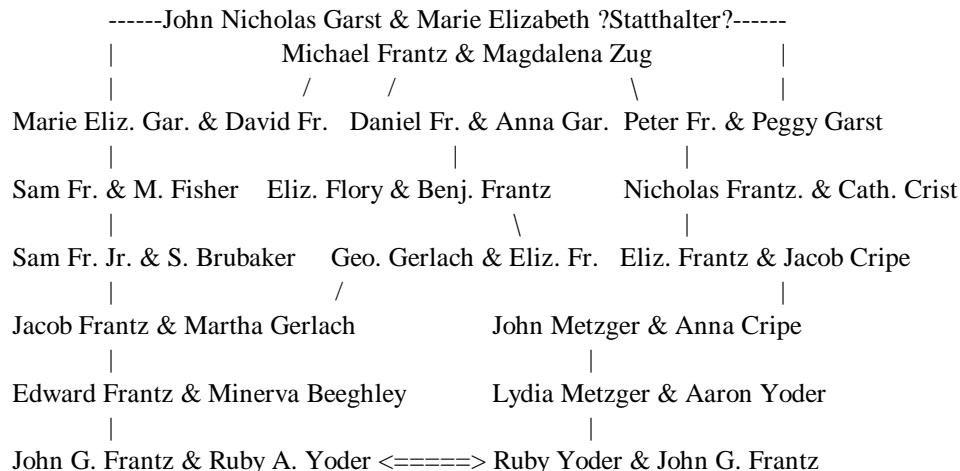 ------John Nicholas Garst & Marie Elizabeth ?Statthalter?------
| Michael Frantz & Magdalena Zug |
| / / \ |
Marie Eliz. Gar. & David Fr. Daniel Fr. & Anna Gar. Peter Fr. & Peggy Garst
| | |
Sam Fr. & M. Fisher Eliz. Flory & Benj. Frantz Nicholas Frantz. & Cath. Crist
| \ |
Sam Fr. Jr. & S. Brubaker Geo. Gerlach & Eliz. Fr. Eliz. Frantz & Jacob Cripe
| / |
Jacob Frantz & Martha Gerlach John Metzger & Anna Cripe
| |
Edward Frantz & Minerva Beeghley Lydia Metzger & Aaron Yoder
| |
John G. Frantz & Ruby A. Yoder <=====> Ruby Yoder & John G. Frantz